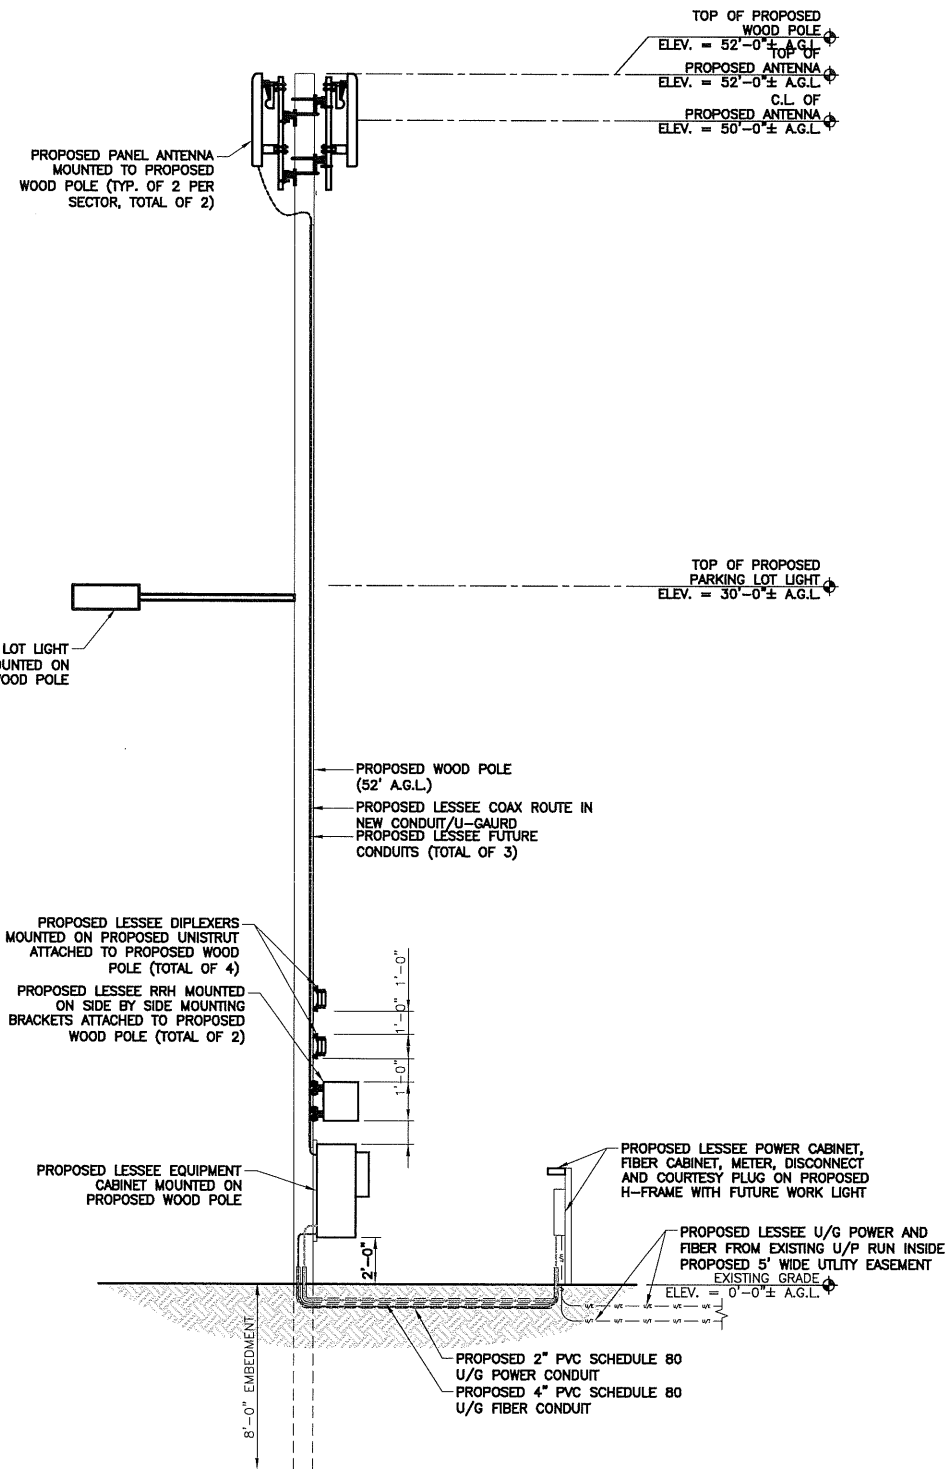 TOP OF PROPOSED
WOOD POLE
ELEV. = 52'-0"± A.G.L.
TOP OF
PROPOSED ANTENNA
ELEV. = 52'-0"± A.G.L.
C.L. OF
PROPOSED ANTENNA
ELEV. = 50'-0"± A.G.L.
PROPOSED PANEL ANTENNA
MOUNTED TO PROPOSED
WOOD POLE (TYP. OF 2 PER
SECTOR, TOTAL OF 2)
TOP OF PROPOSED
PARKING LOT LIGHT
ELEV. = 30'-0"± A.G.L.
LOT LIGHT
OUNTED ON
WOOD POLE
PROPOSED WOOD POLE
(52' A.G.L.)
PROPOSED LESSEE COAX ROUTE IN
NEW CONDUIT/U-GAURD
PROPOSED LESSEE FUTURE
CONDUITS (TOTAL OF 3)
PROPOSED LESSEE DIPLEXERS
MOUNTED ON PROPOSED UNISTRUT
ATTACHED TO PROPOSED WOOD
POLE (TOTAL OF 4)
PROPOSED LESSEE RRH MOUNTED
ON SIDE BY SIDE MOUNTING
BRACKETS ATTACHED TO PROPOSED
WOOD POLE (TOTAL OF 2)
1'-0"
1'-0"
1'-0"
PROPOSED LESSEE EQUIPMENT
CABINET MOUNTED ON
PROPOSED WOOD POLE
PROPOSED LESSEE POWER CABINET,
FIBER CABINET, METER, DISCONNECT
AND COURTESY PLUG ON PROPOSED
H-FRAME WITH FUTURE WORK LIGHT
PROPOSED LESSEE U/G POWER AND
FIBER FROM EXISTING U/P RUN INSIDE
PROPOSED 5' WIDE UTLITY EASEMENT
2'-0"
EXISTING GRADE
ELEV. = 0'-0"± A.G.L.
U/E U/E U/E U/E
U/T U/T U/T U/T
8'-0" EMBEDMENT
PROPOSED 2" PVC SCHEDULE 80
U/G POWER CONDUIT
PROPOSED 4" PVC SCHEDULE 80
U/G FIBER CONDUIT